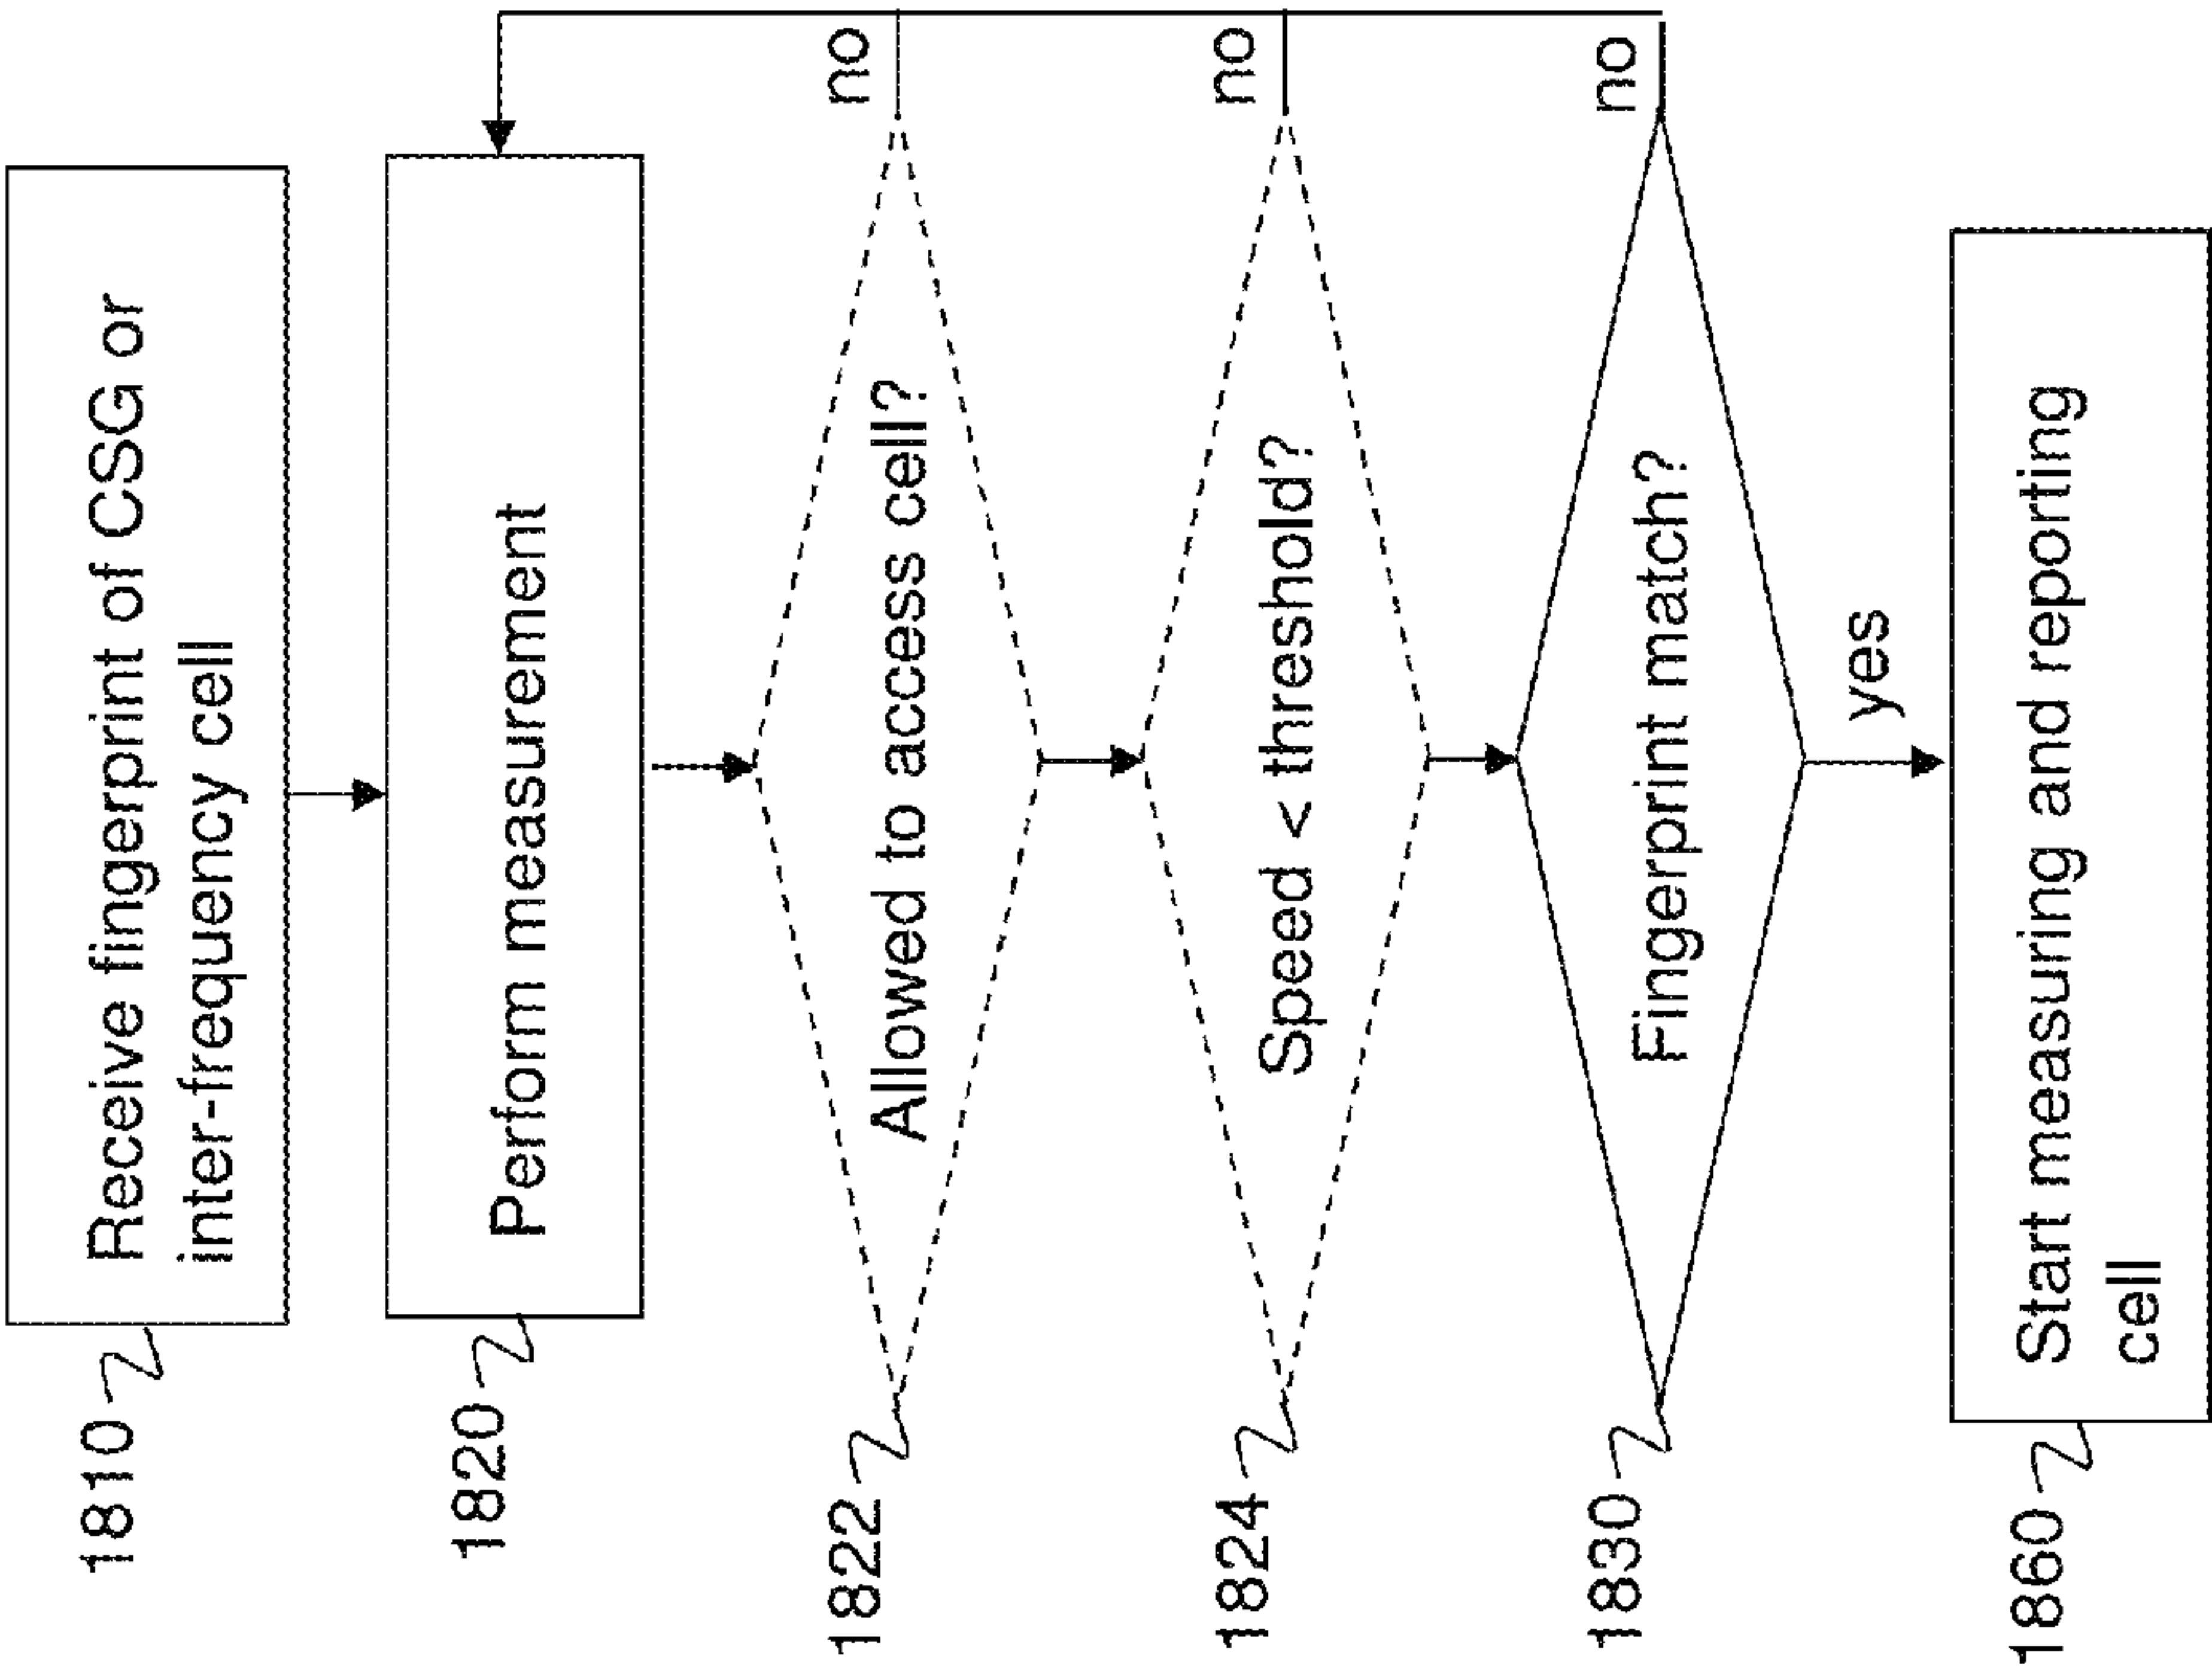 1810
Receive fingerprint of CSG or
inter-frequency cell
1820
Perform measurement
1822
Allowed to access cell?
no
1824
Speed < threshold?
no
1830
Fingerprint match?
no
yes
1860
Start measuring and reporting
cell